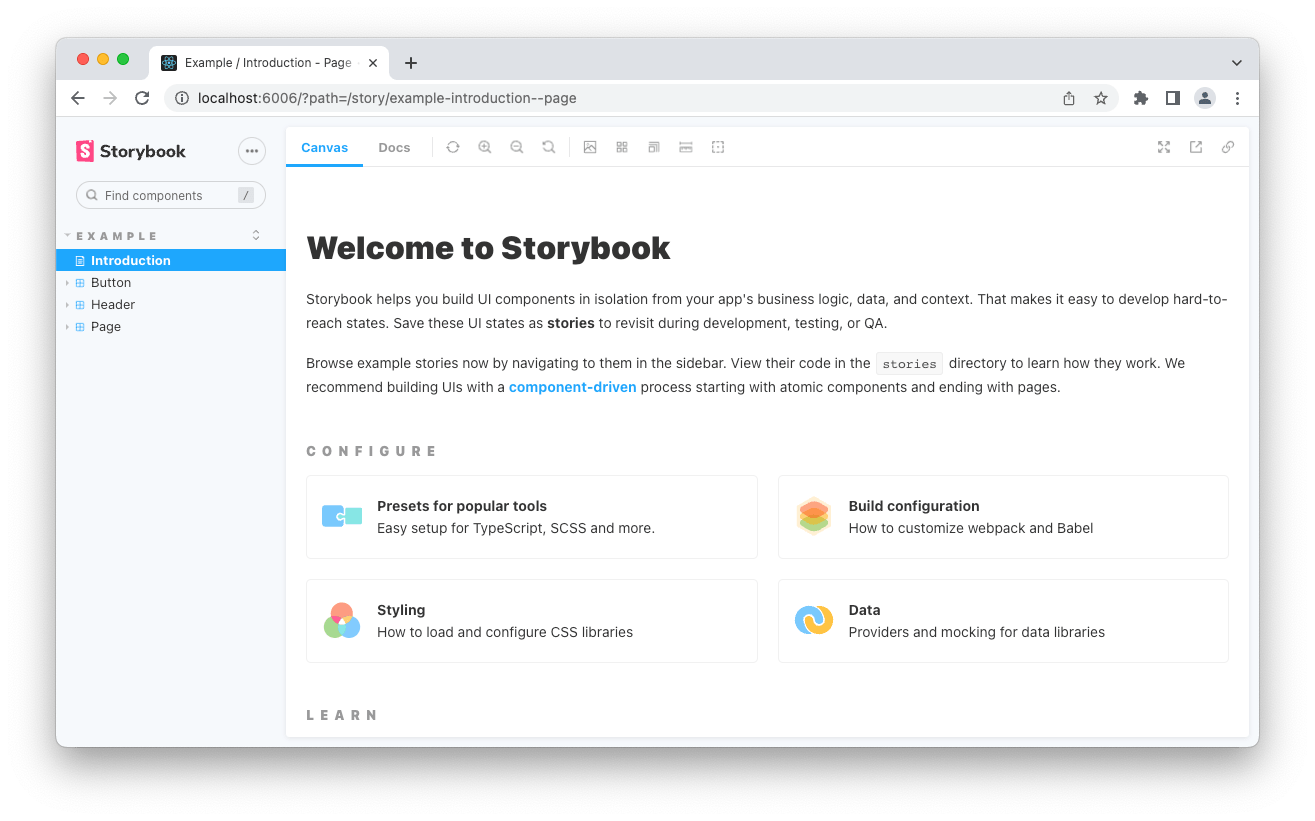 Example / Introduction - Page
localhost:6006/?path=/story/example-introduction--page
Storybook
Find components
/
EXAMPLE
Introduction
Button
Header
Page
Canvas
Docs
Welcome to Storybook
Storybook helps you build UI components in isolation from your app's business logic, data, and context. That makes it easy to develop hard-to-
reach states. Save these UI states as stories to revisit during development, testing, or QA.
Browse example stories now by navigating to them in the sidebar. View their code in the stories directory to learn how they work. We
recommend building UIs with a component-driven process starting with atomic components and ending with pages.
CONFIGURE
Presets for popular tools
Easy setup for TypeScript, SCSS and more.
Build configuration
How to customize webpack and Babel
Styling
How to load and configure CSS libraries
Data
Providers and mocking for data libraries
LEARN